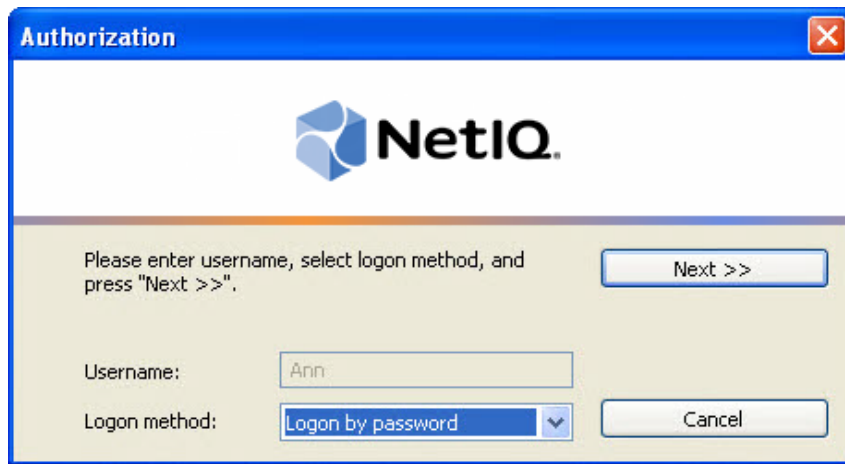 Authorization
NetIQ.
Please enter username, select logon method, and
press "Next >>".
Next >>
Username:
Ann
Logon method:
Logon by password
Cancel